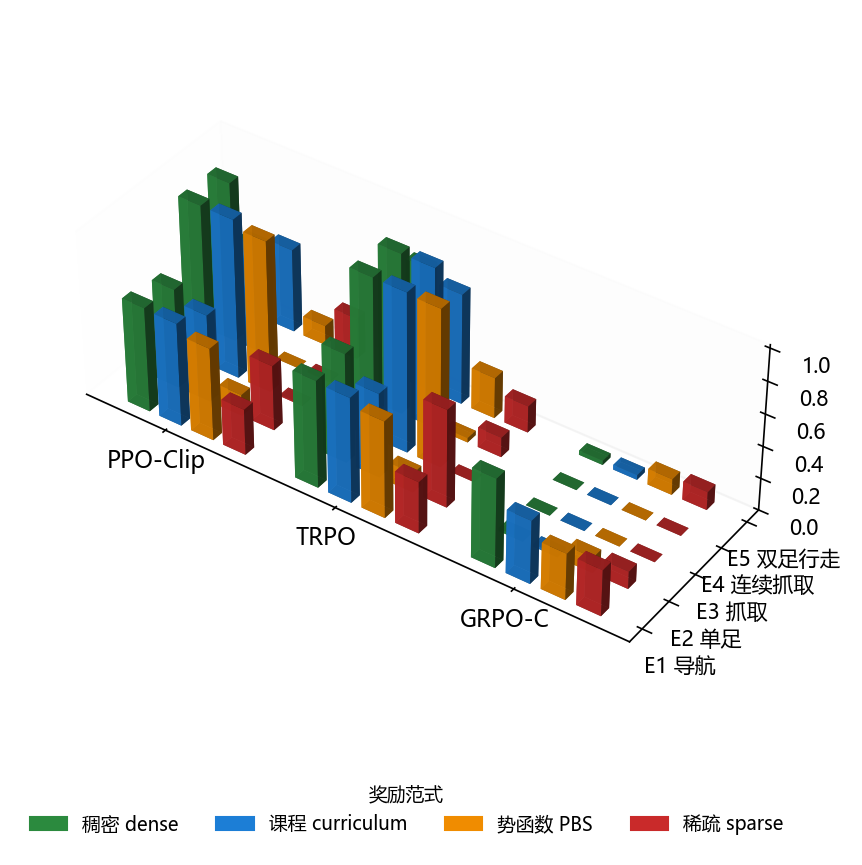 1.0
0.8
0.6
0.4
0.2
0.0
PPO-Clip
TRPO
GRPO-C
E5 双足行走
E4 连续抓取
E3 抓取
E2 单足
E1 导航
奖励范式
稠密 dense
课程 curriculum
势函数 PBS
稀疏 sparse